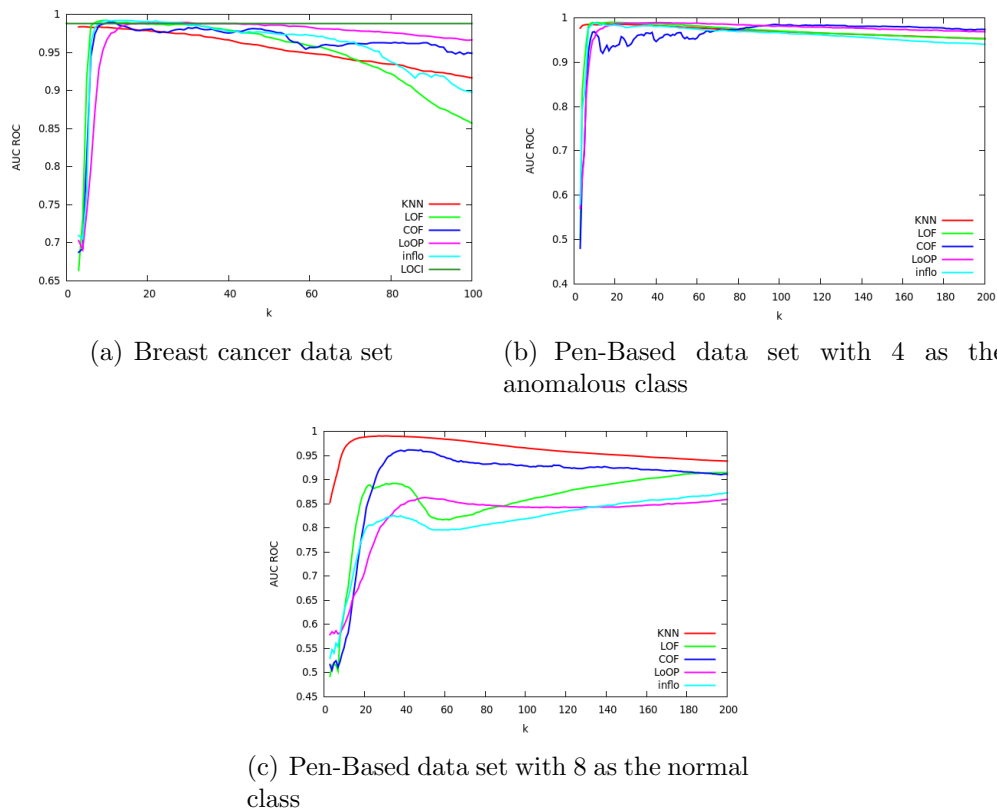 1
0.95
0.9
0.85
0.8
0.75
0.7
0.65
AUC ROC
0 20 40 60 80 100
k
KNN
LOF
COF
LoOP
inflo
LOCI
(a) Breast cancer data set
1
0.9
0.8
0.7
0.6
0.5
0.4
AUC ROC
0 20 40 60 80 100 120 140 160 180 200
k
KNN
LOF
COF
LoOP
inflo
(b) Pen-Based data set with 4 as the
anomalous class
1
0.95
0.9
0.85
0.8
0.75
0.7
0.65
0.6
0.55
0.5
0.45
AUC ROC
0 20 40 60 80 100 120 140 160 180 200
k
KNN
LOF
COF
LoOP
inflo
(c) Pen-Based data set with 8 as the normal
class